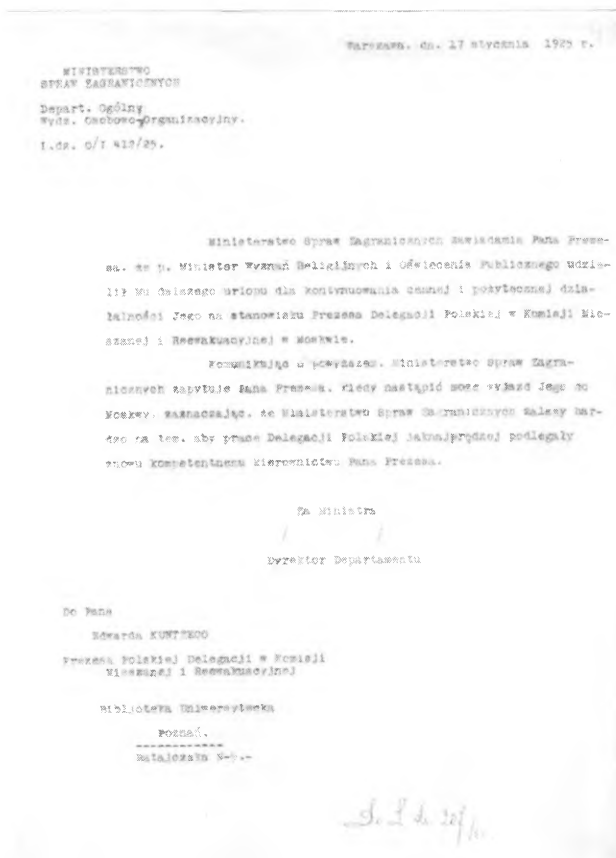 Warszawa, dn. 17 stycznia 1925 r.
MINISTERSTWO
SPRAW ZAGRANICZNYCH
Depart. Ogólny
Wydz. Osobowo-Organizacyjny.
L.dz. O/I 412/25.
Ministerstwo Spraw Zagranicznych zawiadamia Pana Preze-
sa, że p. Minister Wyznań Religijnych i Oświecenia Publicznego udzie-
lił Mu dalszego urlopu dla kontynuowania cennej i pożytecznej dzia-
łalności Jego na stanowisku Prezesa Delegacji Polskiej w Komisji Mie-
szanej i Reewakuacyjnej w Moskwie.
Komunikując o powyższem, Ministerstwo Spraw Zagra-
nicznych zapytuje Pana Prezesa, kiedy nastąpić może wyjazd Jego do
Moskwy, zaznaczając, że Ministerstwu Spraw Zagranicznych zależy bar-
dzo na tem, aby prace Delegacji Polskiej jaknajprędzej podlegały
znowu kompetentnemu kierownictwu Pana Prezesa.
Za Ministra
/ /
Dyrektor Departamentu
Do Pana
Edwarda KUNTZEGO
Prezesa Polskiej Delegacji w Komisji
Mieszanej i Reewakuacyjnej
Biblioteka Uniwersytecka
Poznań.
------------
Ratajczaka